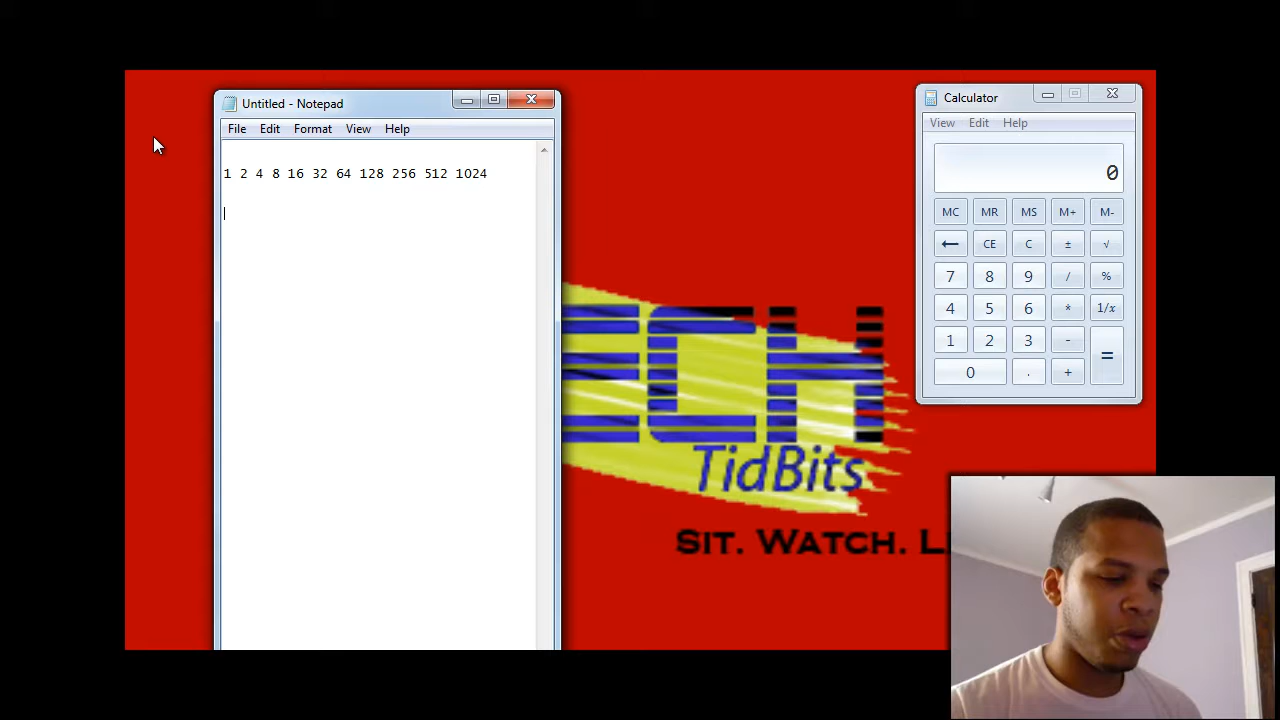 Untitled - Notepad
File Edit Format View Help
1 2 4 8 16 32 64 128 256 512 1024
Calculator
View Edit Help
0
MC MR MS M+ M-
← CE C ± √
7 8 9 / %
4 5 6 * 1/x
1 2 3 - =
0 . +
ECH
TidBits
SIT. WATCH.